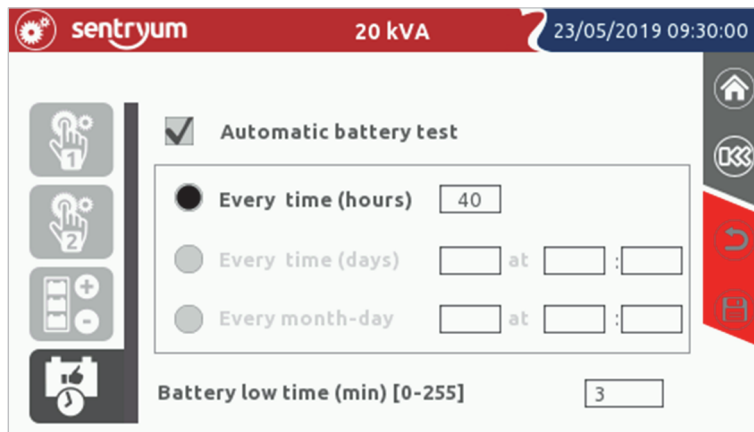 sentryum 20 kVA 23/05/2019 09:30:00
1
Automatic battery test
Every time (hours) 40
2
Every time (days) at :
Every month-day at :
Battery low time (min) [0-255] 3